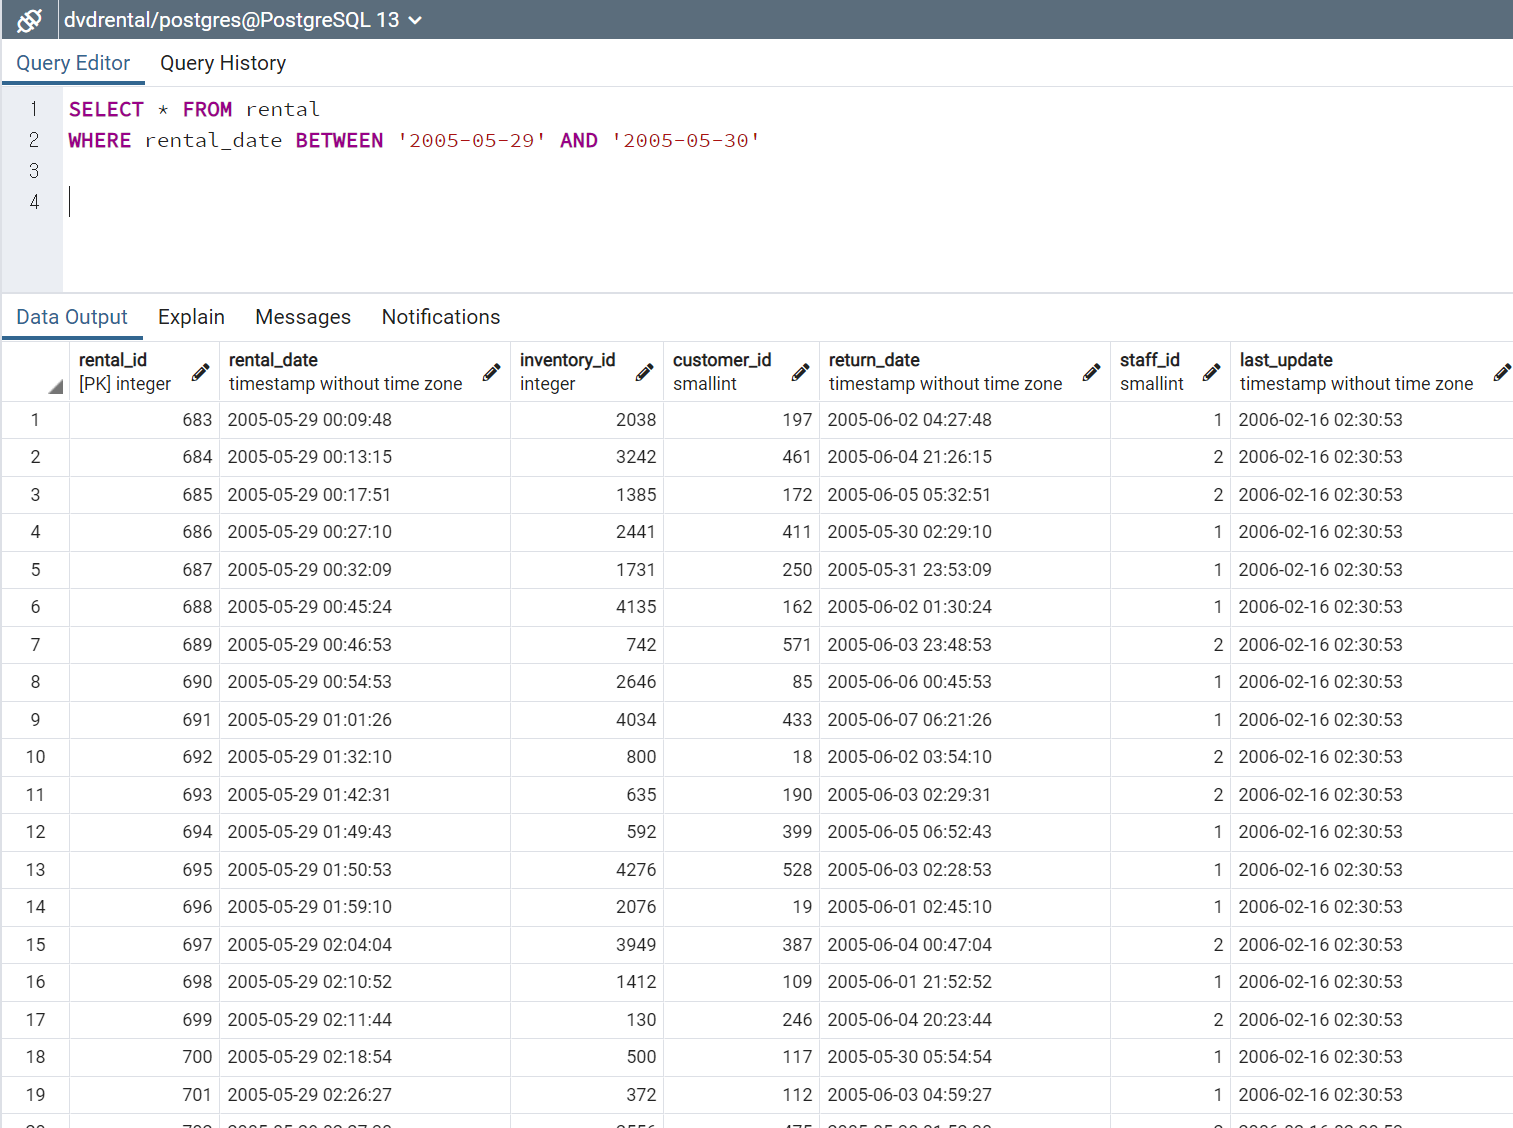 dvdrental/postgres@PostgreSQL 13
Query Editor Query History
1 SELECT * FROM rental
2 WHERE rental_date BETWEEN '2005-05-29' AND '2005-05-30'
3
4
Data Output Explain Messages Notifications
rental_id rental_date inventory_id customer_id return_date staff_id last_update
[PK] integer timestamp without time zone integer smallint timestamp without time zone smallint timestamp without time zone
1 683 2005-05-29 00:09:48 2038 197 2005-06-02 04:27:48 1 2006-02-16 02:30:53
2 684 2005-05-29 00:13:15 3242 461 2005-06-04 21:26:15 2 2006-02-16 02:30:53
3 685 2005-05-29 00:17:51 1385 172 2005-06-05 05:32:51 2 2006-02-16 02:30:53
4 686 2005-05-29 00:27:10 2441 411 2005-05-30 02:29:10 1 2006-02-16 02:30:53
5 687 2005-05-29 00:32:09 1731 250 2005-05-31 23:53:09 1 2006-02-16 02:30:53
6 688 2005-05-29 00:45:24 4135 162 2005-06-02 01:30:24 1 2006-02-16 02:30:53
7 689 2005-05-29 00:46:53 742 571 2005-06-03 23:48:53 2 2006-02-16 02:30:53
8 690 2005-05-29 00:54:53 2646 85 2005-06-06 00:45:53 1 2006-02-16 02:30:53
9 691 2005-05-29 01:01:26 4034 433 2005-06-07 06:21:26 1 2006-02-16 02:30:53
10 692 2005-05-29 01:32:10 800 18 2005-06-02 03:54:10 2 2006-02-16 02:30:53
11 693 2005-05-29 01:42:31 635 190 2005-06-03 02:29:31 2 2006-02-16 02:30:53
12 694 2005-05-29 01:49:43 592 399 2005-06-05 06:52:43 1 2006-02-16 02:30:53
13 695 2005-05-29 01:50:53 4276 528 2005-06-03 02:28:53 1 2006-02-16 02:30:53
14 696 2005-05-29 01:59:10 2076 19 2005-06-01 02:45:10 1 2006-02-16 02:30:53
15 697 2005-05-29 02:04:04 3949 387 2005-06-04 00:47:04 2 2006-02-16 02:30:53
16 698 2005-05-29 02:10:52 1412 109 2005-06-01 21:52:52 1 2006-02-16 02:30:53
17 699 2005-05-29 02:11:44 130 246 2005-06-04 20:23:44 2 2006-02-16 02:30:53
18 700 2005-05-29 02:18:54 500 117 2005-05-30 05:54:54 1 2006-02-16 02:30:53
19 701 2005-05-29 02:26:27 372 112 2005-06-03 04:59:27 1 2006-02-16 02:30:53